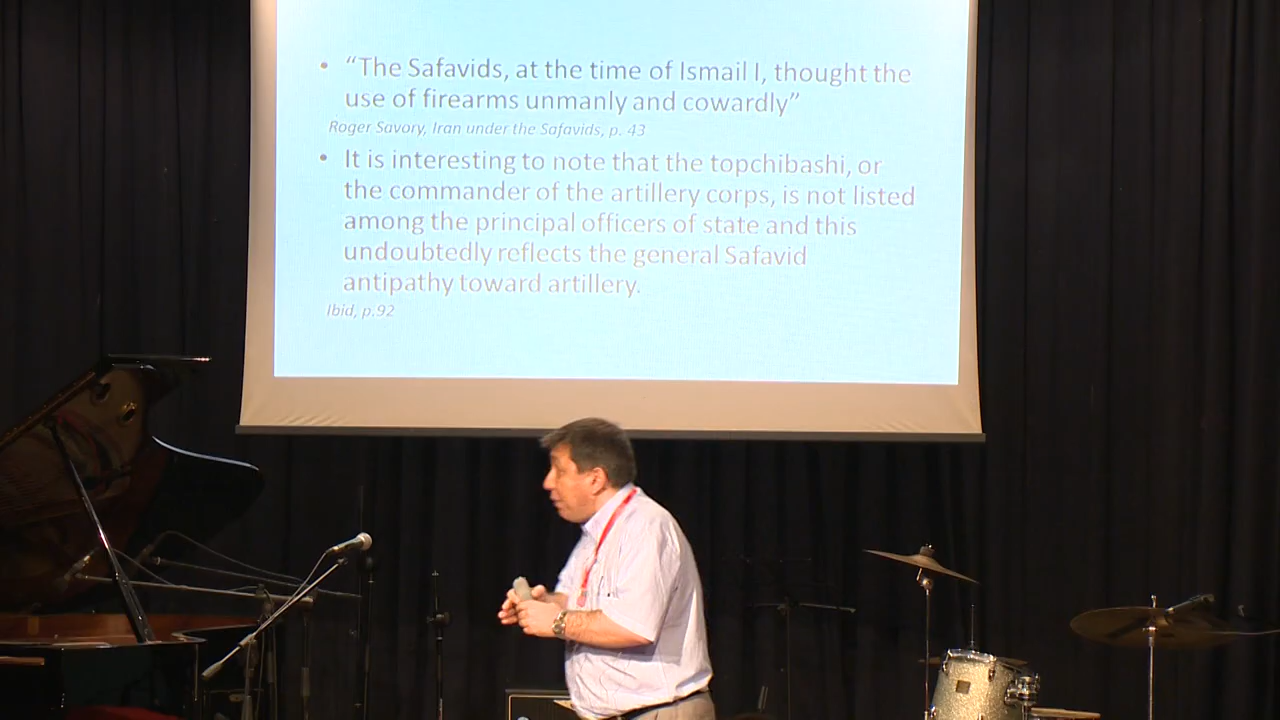 • “The Safavids, at the time of Ismail I, thought the
use of firearms unmanly and cowardly”
Roger Savory, Iran under the Safavids, p. 43
• It is interesting to note that the topchibashi, or
the commander of the artillery corps, is not listed
among the principal officers of state and this
undoubtedly reflects the general Safavid
antipathy toward artillery.
Ibid, p.92